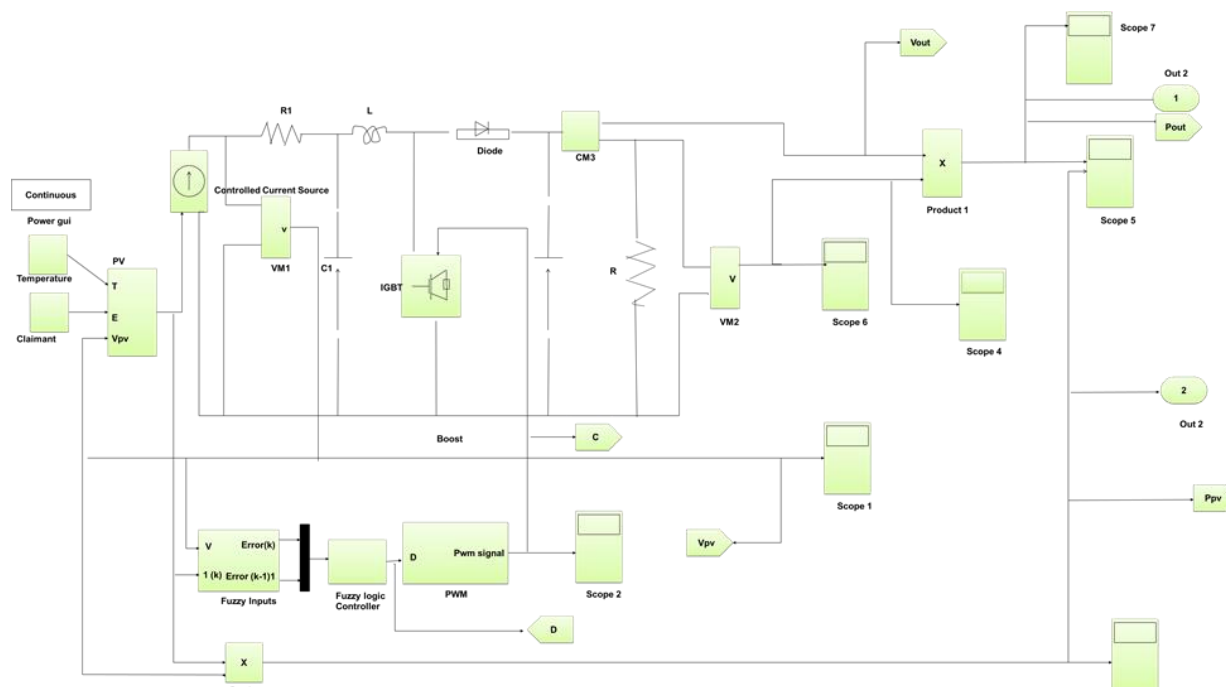 Scope 7
Vout
Out 2
1
Pout
R1
L
Diode
CM3
X
Product 1
Scope 5
Continuous
Power gui
Controlled Current Source
v
VM1
C1
IGBT
R
V
VM2
Scope 6
Scope 4
Temperature
PV
T
E
Vpv
Claimant
2
Out 2
Boost
C
Scope 1
Ppv
V
Error(k)
1 (k)
Error (k-1)1
Fuzzy Inputs
Fuzzy logic
Controller
D
Pwm signal
PWM
Scope 2
Vpv
D
X